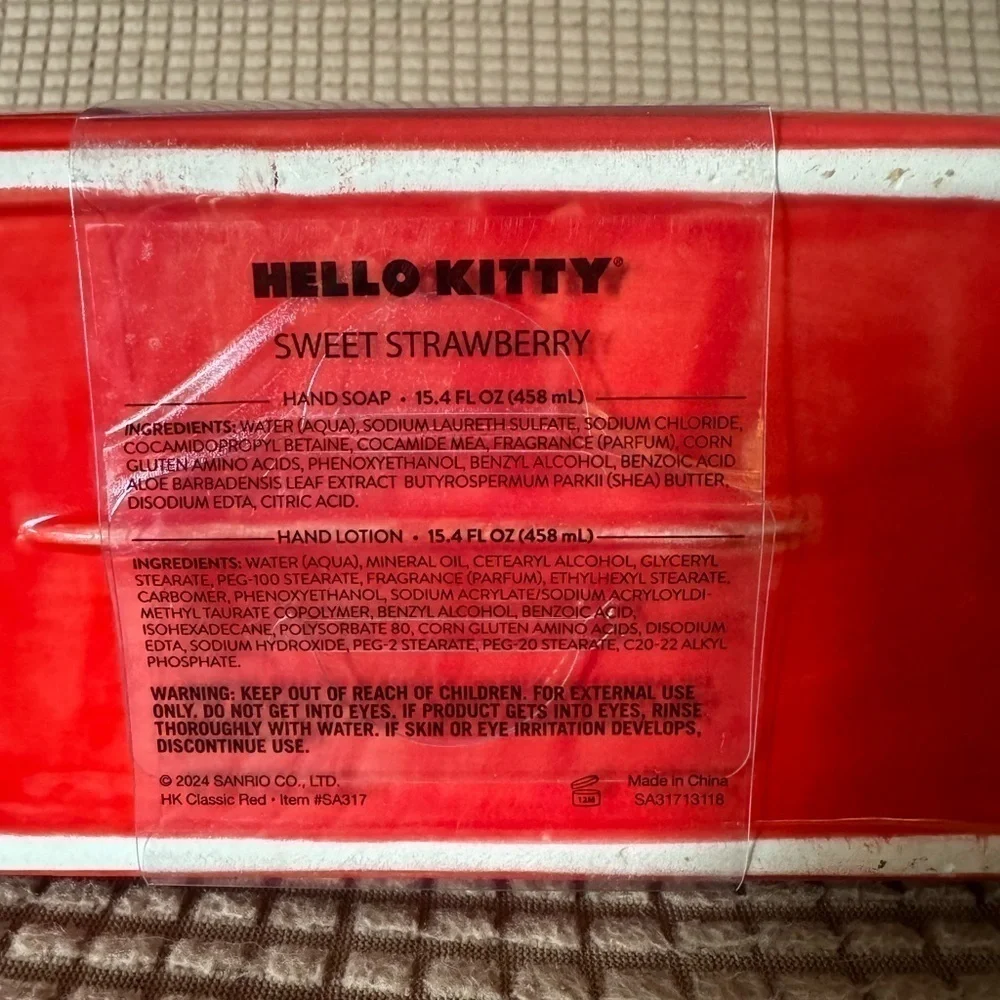 HELLO KITTY®
SWEET STRAWBERRY
HAND SOAP • 15.4 FL OZ (458 mL)
INGREDIENTS: WATER (AQUA), SODIUM LAURETH SULFATE, SODIUM CHLORIDE,
COCAMIDOPROPYL BETAINE, COCAMIDE MEA, FRAGRANCE (PARFUM), CORN
GLUTEN AMINO ACIDS, PHENOXYETHANOL, BENZYL ALCOHOL, BENZOIC ACID
ALOE BARBADENSIS LEAF EXTRACT BUTYROSPERMUM PARKII (SHEA) BUTTER,
DISODIUM EDTA, CITRIC ACID.
HAND LOTION • 15.4 FL OZ (458 mL)
INGREDIENTS: WATER (AQUA), MINERAL OIL, CETEARYL ALCOHOL, GLYCERYL
STEARATE, PEG-100 STEARATE, FRAGRANCE (PARFUM), ETHYLHEXYL STEARATE,
CARBOMER, PHENOXYETHANOL, SODIUM ACRYLATE/SODIUM ACRYLOYLDI-
METHYL TAURATE COPOLYMER, BENZYL ALCOHOL, BENZOIC ACID,
ISOHEXADECANE, POLYSORBATE 80, CORN GLUTEN AMINO ACIDS, DISODIUM
EDTA, SODIUM HYDROXIDE, PEG-2 STEARATE, PEG-20 STEARATE, C20-22 ALKYL
PHOSPHATE.
WARNING: KEEP OUT OF REACH OF CHILDREN. FOR EXTERNAL USE
ONLY. DO NOT GET INTO EYES. IF PRODUCT GETS INTO EYES, RINSE
THOROUGHLY WITH WATER. IF SKIN OR EYE IRRITATION DEVELOPS,
DISCONTINUE USE.
© 2024 SANRIO CO., LTD.
HK Classic Red • Item #SA317
12M
Made in China
SA31713118